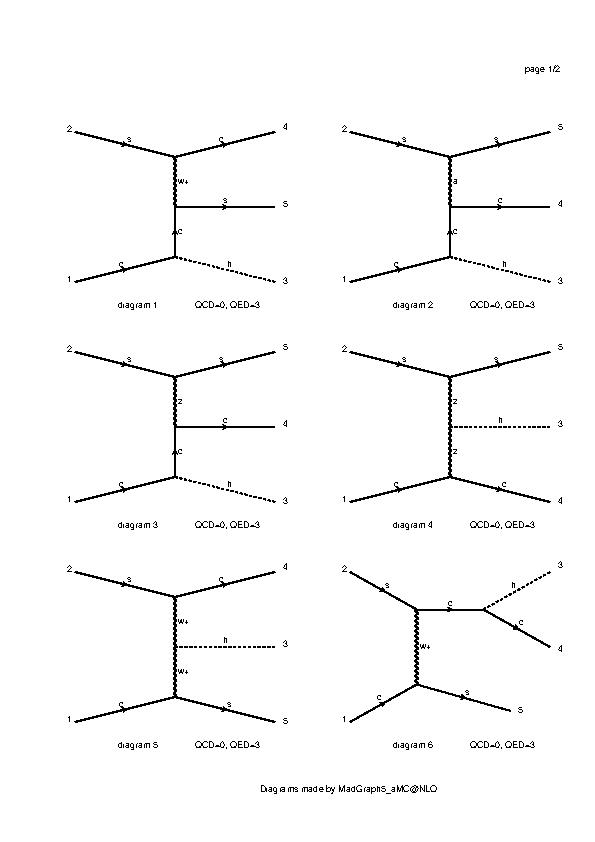 page 1/2
2 s c 4
w+
s 5
c
1 c h 3
diagram 1 QCD=0, QED=3
2 s s 5
a
c 4
c
1 c h 3
diagram 2 QCD=0, QED=3
2 s s 5
z
c 4
c
1 c h 3
diagram 3 QCD=0, QED=3
2 s s 5
z
h 3
z
1 c c 4
diagram 4 QCD=0, QED=3
2 s c 4
w+
h 3
w+
1 c s 5
diagram 5 QCD=0, QED=3
2 s c h 3
c 4
w+
1 c s 5
diagram 6 QCD=0, QED=3
Diagrams made by MadGraph5_aMC@NLO